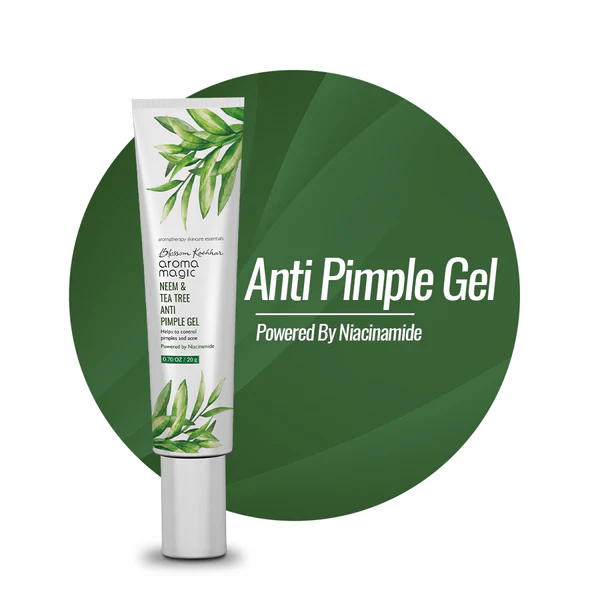 aromatherapy skincare essentials
Blossom Kochhar
aroma
magic
NEEM &
TEA TREE
ANTI
PIMPLE GEL
Helps to control
pimples and acne
Powered by Niacinamide
0.70 OZ / 20 g
Anti Pimple Gel
Powered By Niacinamide